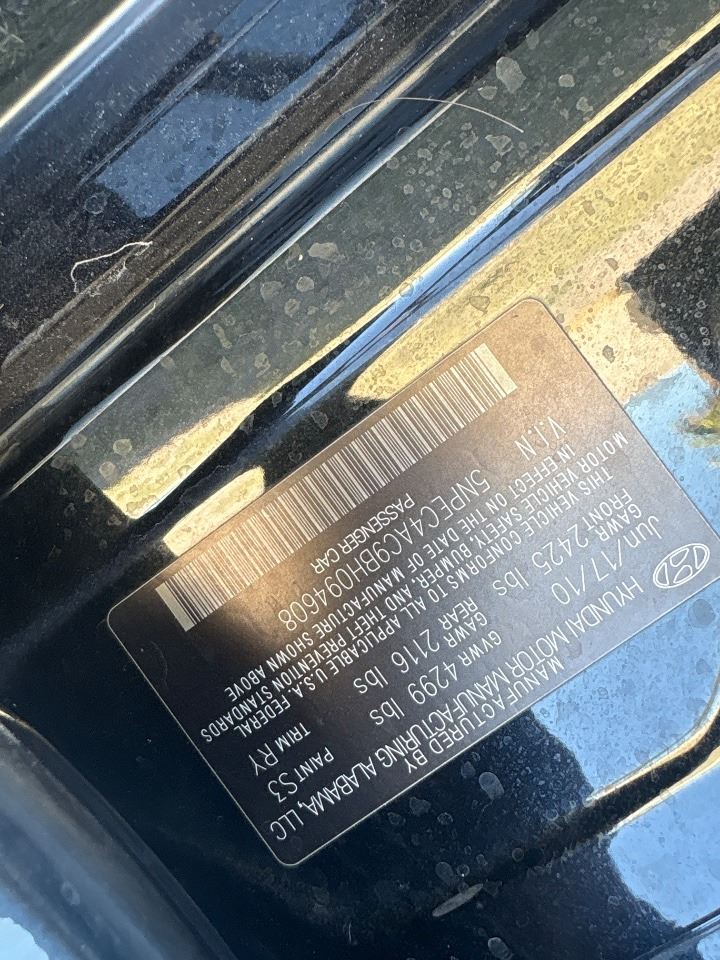 MANUFACTURED BY
HYUNDAI MOTOR MANUFACTURING ALABAMA, LLC
Jun/17/10 GVWR 4299 lbs PAINT S3
GAWR FRONT 2425 lbs GAWR REAR 2116 lbs TRIM RY
THIS VEHICLE CONFORMS TO ALL APPLICABLE U.S.A. FEDERAL
MOTOR VEHICLE SAFETY, BUMPER, AND THEFT PREVENTION STANDARDS
IN EFFECT ON THE DATE OF MANUFACTURE SHOWN ABOVE
V.I.N 5NPEC4AC9BH094608
PASSENGER CAR